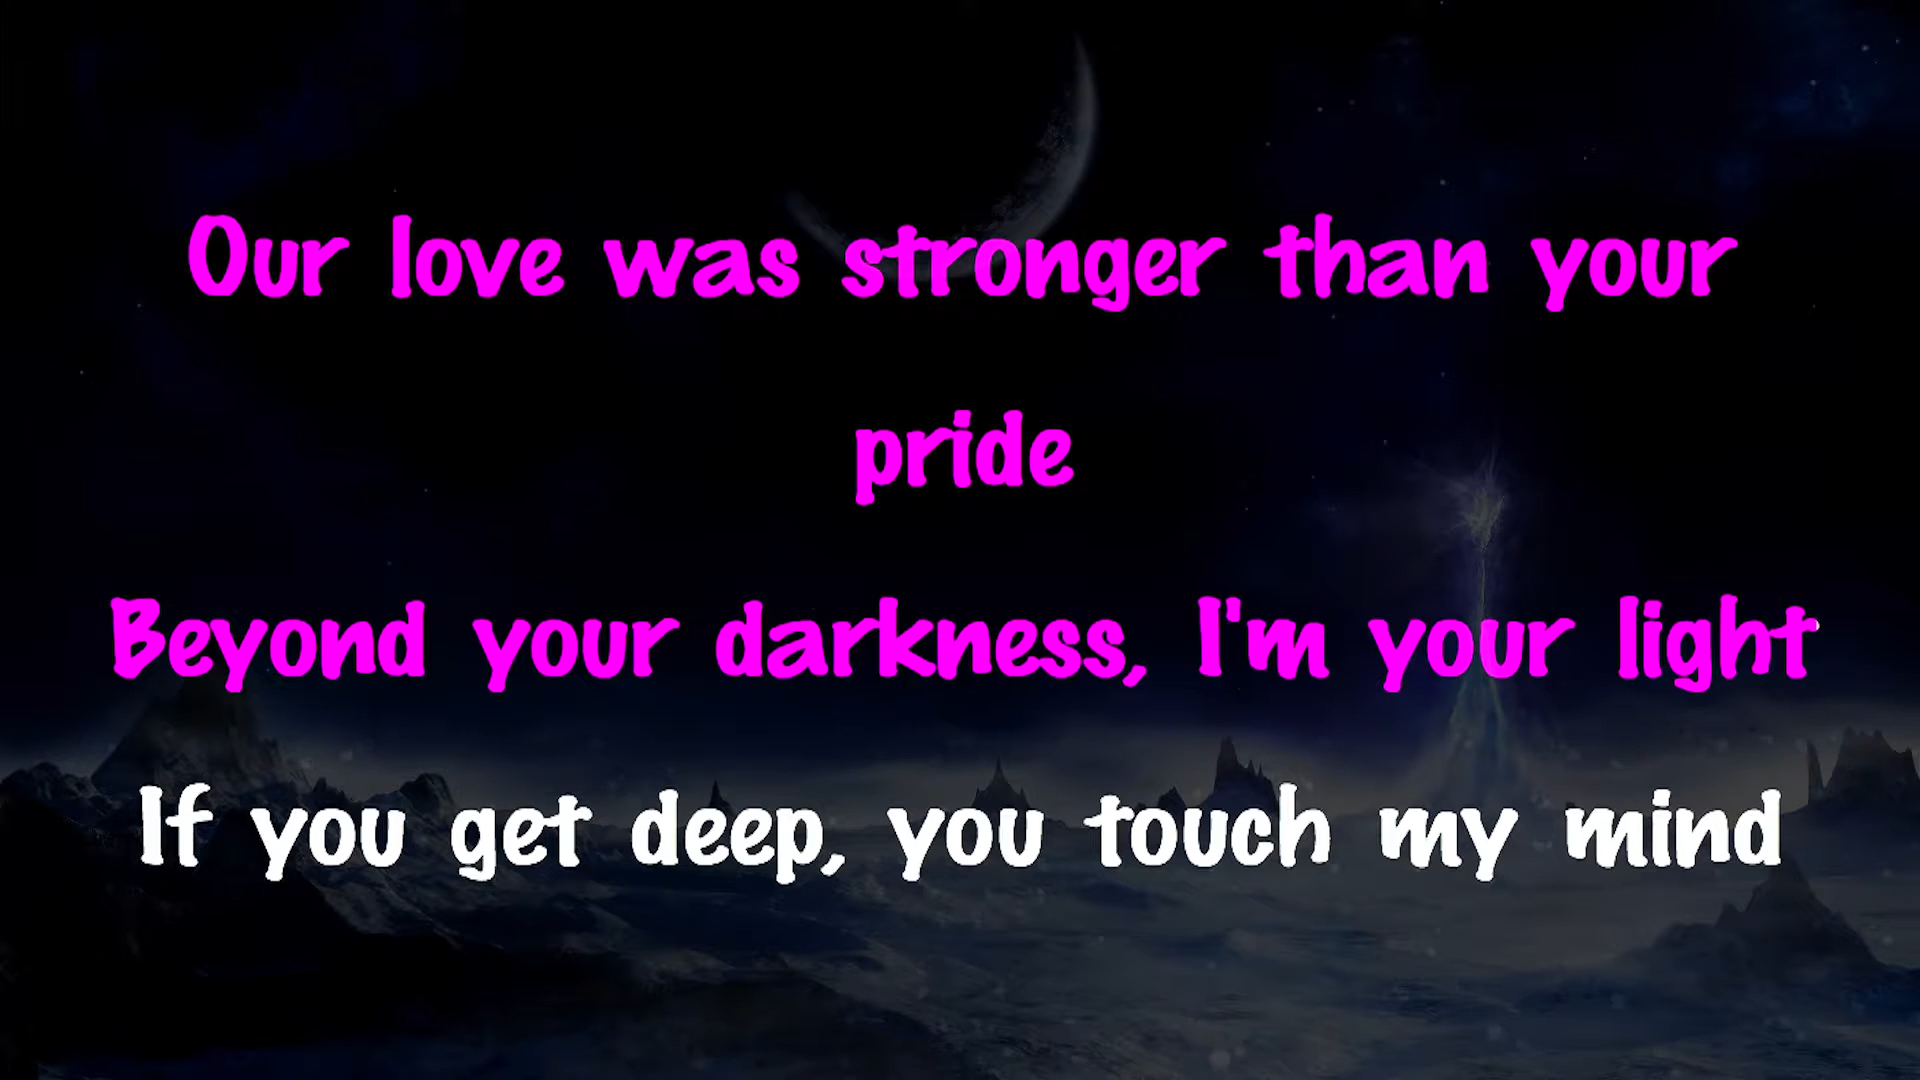 Our love was stronger than your
pride
Beyond your darkness, I'm your light
If you get deep, you touch my mind